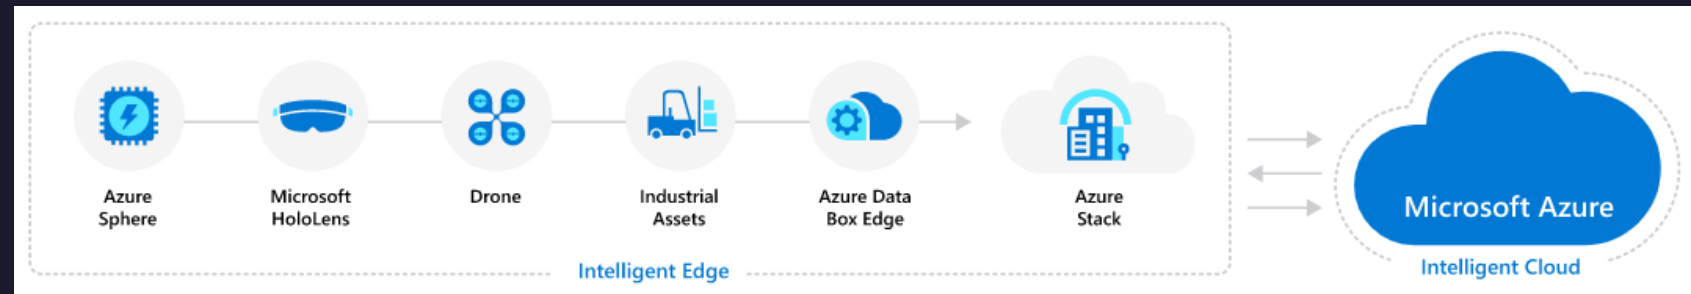 Azure
Sphere
Microsoft
HoloLens
Drone
Industrial
Assets
Azure Data
Box Edge
Azure
Stack
Intelligent Edge
Microsoft Azure
Intelligent Cloud